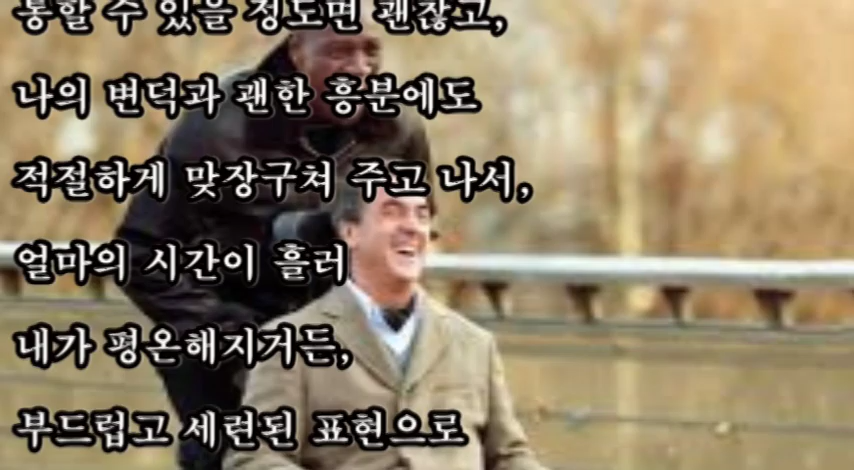 통할 수 있을 정도면 괜찮고,
나의 변덕과 괜한 흥분에도
적절하게 맞장구쳐 주고 나서,
얼마의 시간이 흘러
내가 평온해지거든,
부드럽고 세련된 표현으로